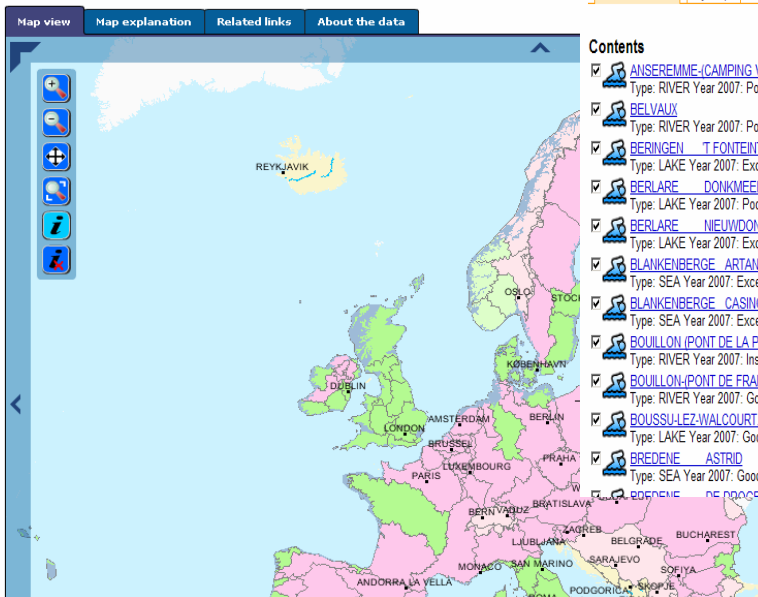 Map view
Map explanation
Related links
About the data
REYKJAVIK
OSLO
STOC
KØBENHAVN
DUBLIN
LONDON
AMSTERDAM
BERLIN
BRUSSEL
LUXEMBOURG
PRAHA
PARIS
W
BRATISLAVA
BERN
VADUZ
ZAGREB
LJUBLJANA
BELGRADE
BUCHAREST
MONACO
SAN MARINO
SARAJEVO
SOFIYA
ANDORRA LA VELLA
PODGORICA
SKOPJE
ROMA
Contents
ANSEREMME-(CAMPING V
Type: RIVER Year 2007: Po
BELVAUX
Type: RIVER Year 2007: Po
BERINGEN 'T FONTEINT
Type: LAKE Year 2007: Exc
BERLARE DONKMEE
Type: LAKE Year 2007: Poo
BERLARE NIEUWDON
Type: LAKE Year 2007: Exc
BLANKENBERGE ARTAN
Type: SEA Year 2007: Exce
BLANKENBERGE CASINO
Type: SEA Year 2007: Exce
BOUILLON (PONT DE LA P
Type: RIVER Year 2007: Ins
BOUILLON-(PONT DE FRA
Type: RIVER Year 2007: Go
BOUSSU-LEZ-WALCOURT
Type: LAKE Year 2007: Goo
BREDENE ASTRID
Type: SEA Year 2007: Good